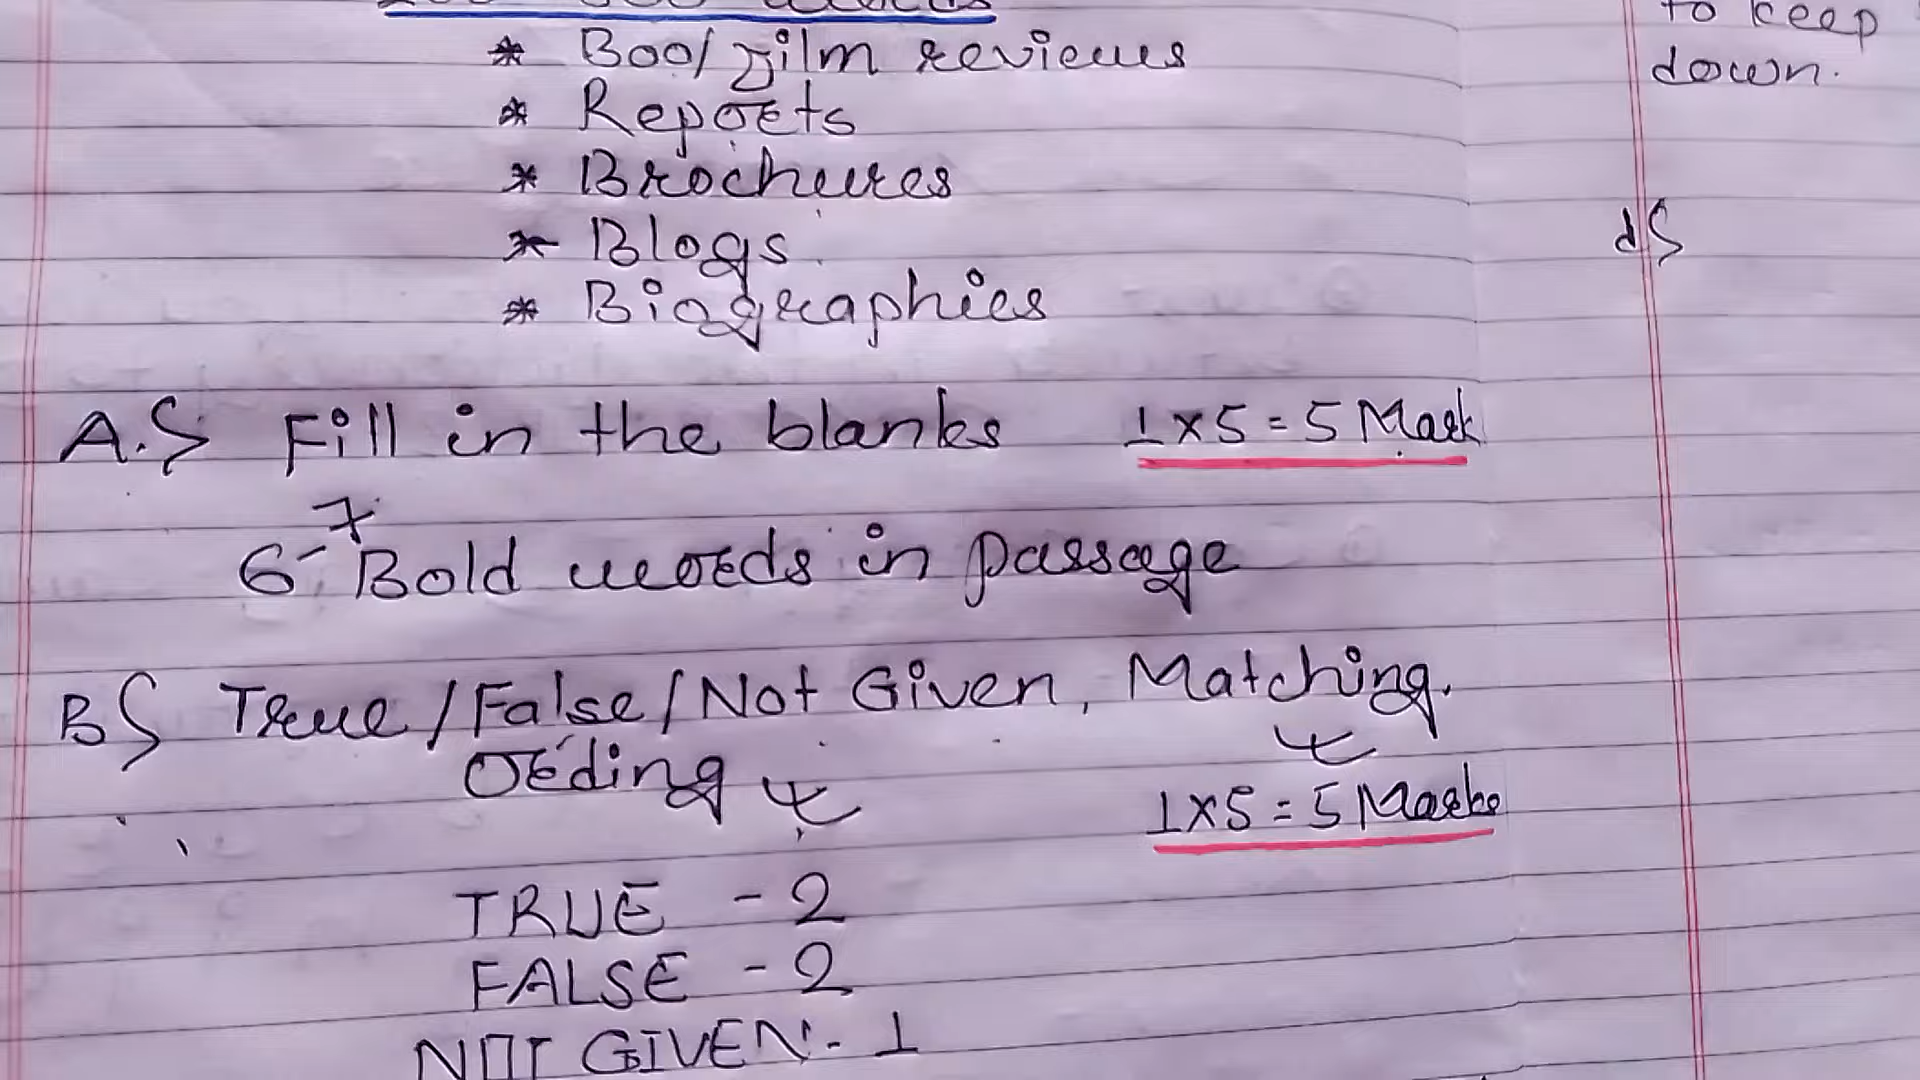 * Boo/film reviews
* Reports
* Brochures
* Blogs
* Biographies
A.> Fill in the blanks 1x5 = 5 Mark
6-7 Bold words in passage
B> True/False/Not Given, Matching.
Ording
1x5 = 5 Marks
TRUE - 2
FALSE - 2
NOT GIVEN - 1
to keep
down.
d>